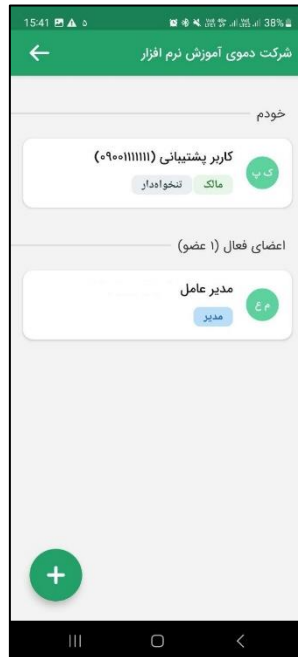 15:41 38%
شرکت دموی آموزش نرم افزار
خودم
ک پ
کاربر پشتیبانی (۰۹۰۰۱۱۱۱۱۱۱)
مالک تنخواه‌دار
اعضای فعال (۱ عضو)
م ع
مدیر عامل
مدیر
+